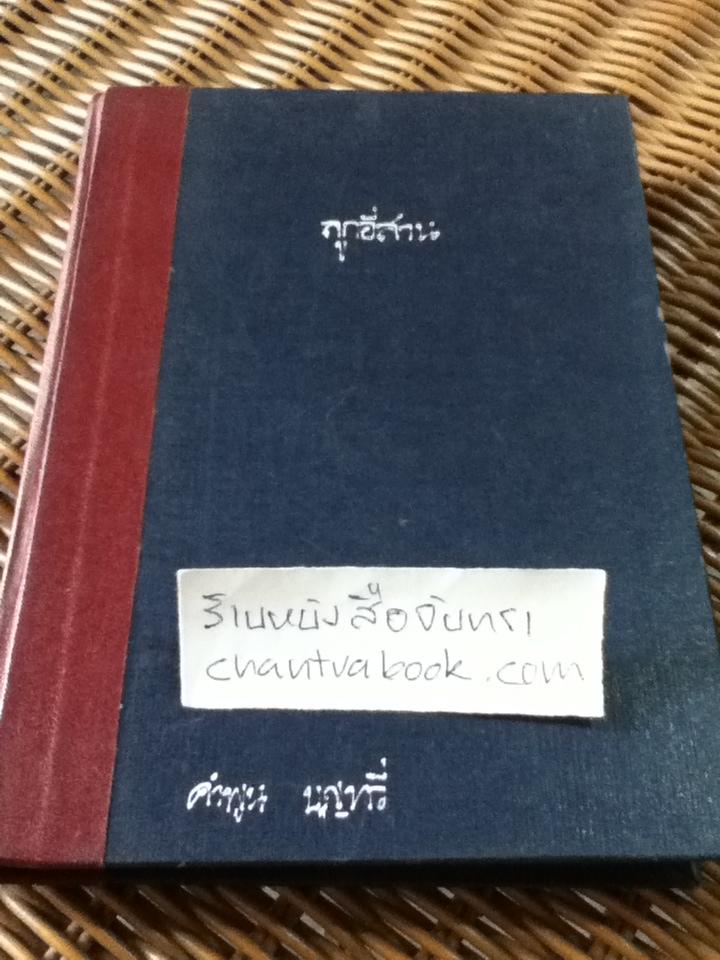 ลูกอีสาน
ร้านหนังสือจันทรา
chantrabook.com
คำพูน บุญทวี